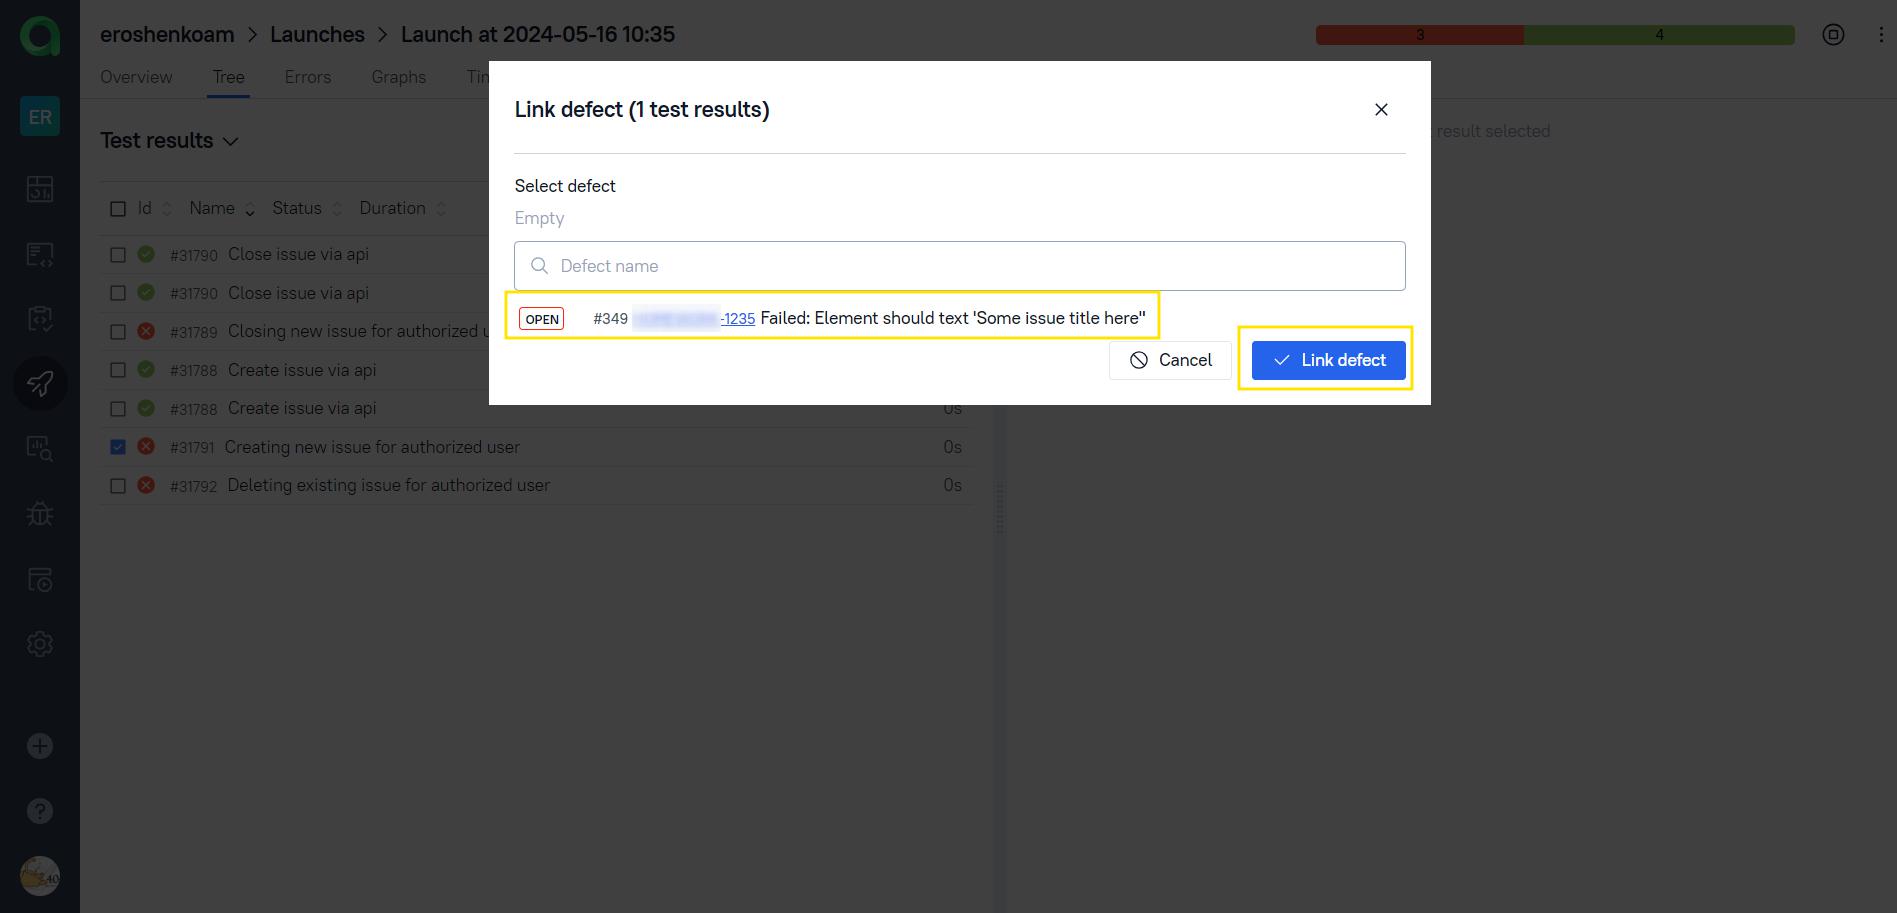 eroshenkoam > Launches > Launch at 2024-05-16 10:35
3
4
Overview Tree Errors Graphs
ER
Link defect (1 test results)
result selected
Test results
Select defect
Empty
Id Name Status Duration
Defect name
#31790 Close issue via api
#31790 Close issue via api
OPEN #349 -1235 Failed: Element should text 'Some issue title here"
#31789 Closing new issue for authorized
Cancel
Link defect
#31788 Create issue via api
#31788 Create issue via api 0s
#31791 Creating new issue for authorized user 0s
#31792 Deleting existing issue for authorized user 0s
40